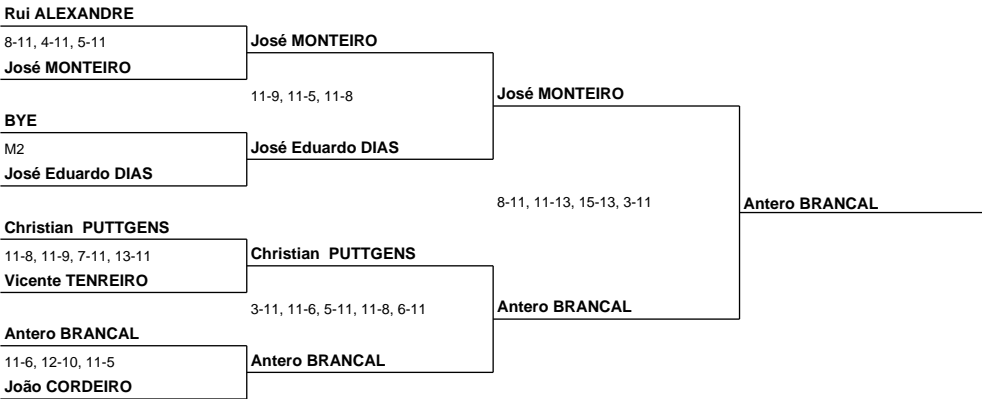 Rui ALEXANDRE
8-11, 4-11, 5-11
José MONTEIRO
José MONTEIRO
11-9, 11-5, 11-8
José MONTEIRO
BYE
M2
José Eduardo DIAS
José Eduardo DIAS
8-11, 11-13, 15-13, 3-11
Antero BRANCAL
Christian PUTTGENS
11-8, 11-9, 7-11, 13-11
Christian PUTTGENS
Vicente TENREIRO
3-11, 11-6, 5-11, 11-8, 6-11
Antero BRANCAL
Antero BRANCAL
11-6, 12-10, 11-5
Antero BRANCAL
João CORDEIRO